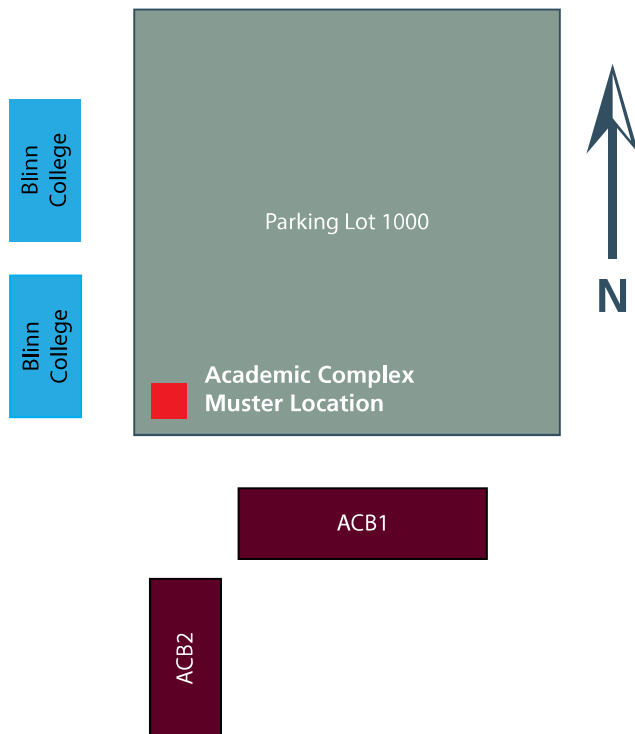 Blinn
College
Parking Lot 1000
N
Blinn
College
Academic Complex
Muster Location
ACB1
ACB2